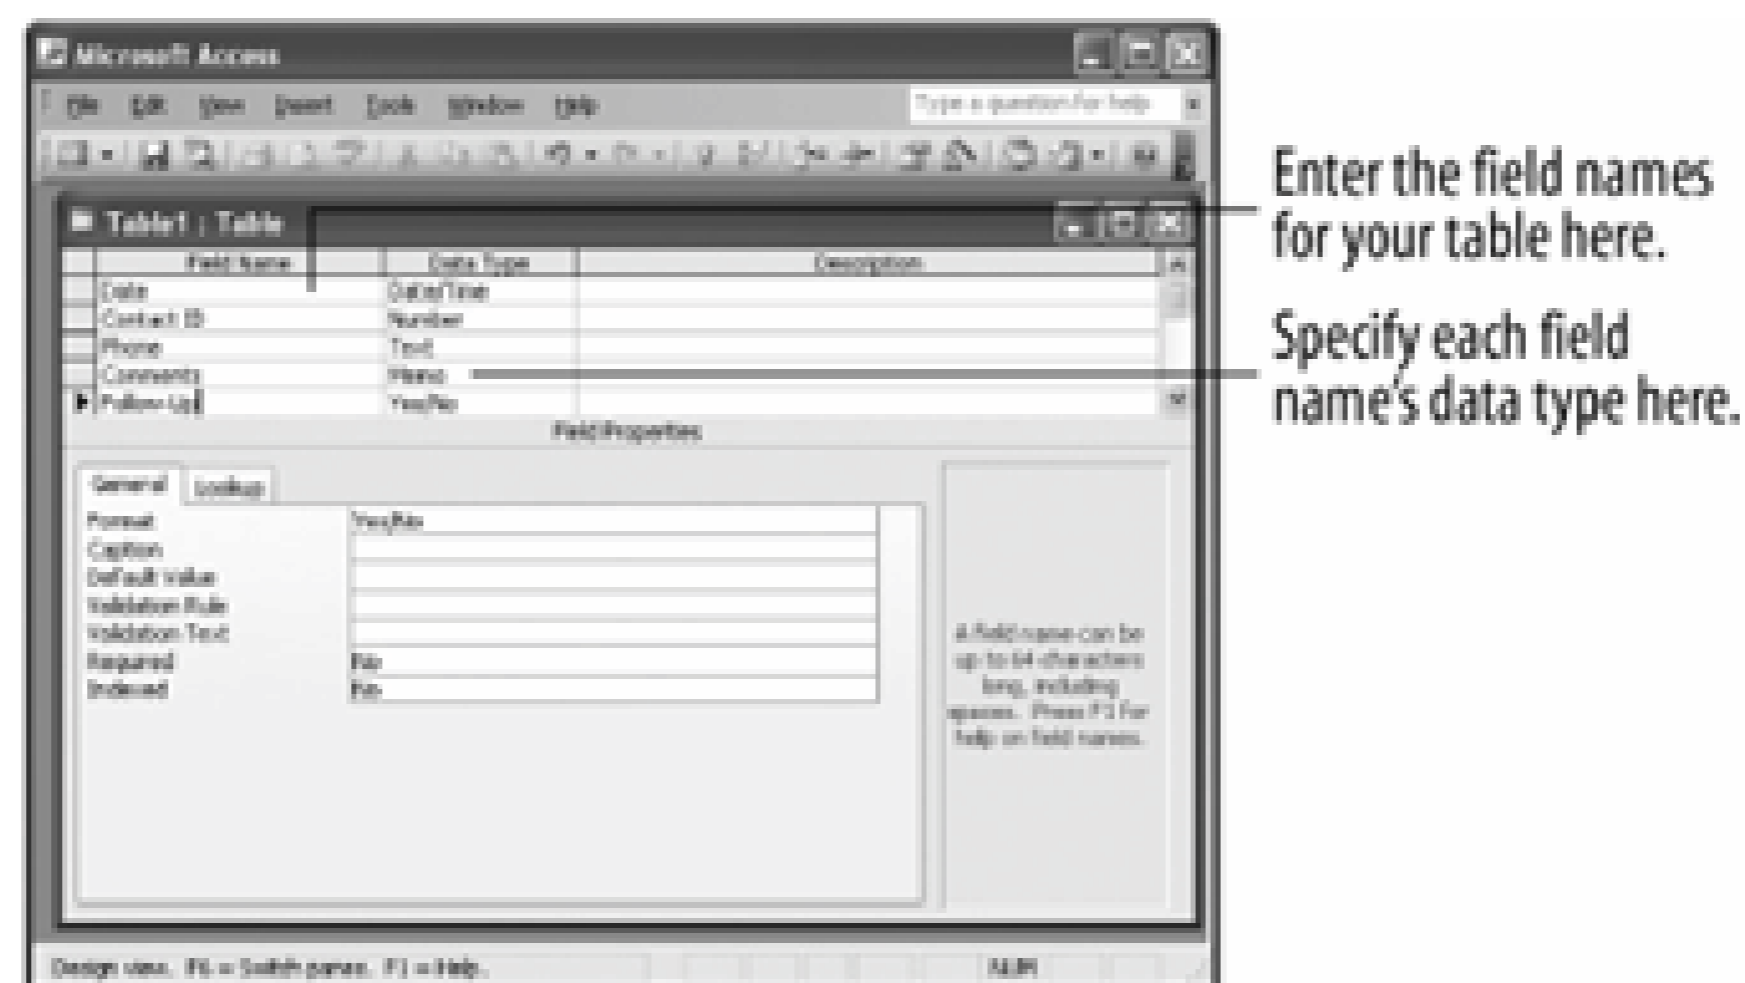 Microsoft Access
File Edit View Insert Tools Window Help
Type a question for help
Table1 : Table
Field Name Data Type Description
Date Date/Time
Contact ID Number
Phone Text
Comments Memo
Follow-Up Yes/No
Field Properties
General Lookup
Format Yes/No
Caption
Default Value
Validation Rule
Validation Text
Required No
Indexed No
A field name can be
up to 64 characters
long, including
spaces. Press F1 for
help on field names.
Design view. F6 = Switch panes. F1 = Help.
NUM
Enter the field names
for your table here.
Specify each field
name's data type here.